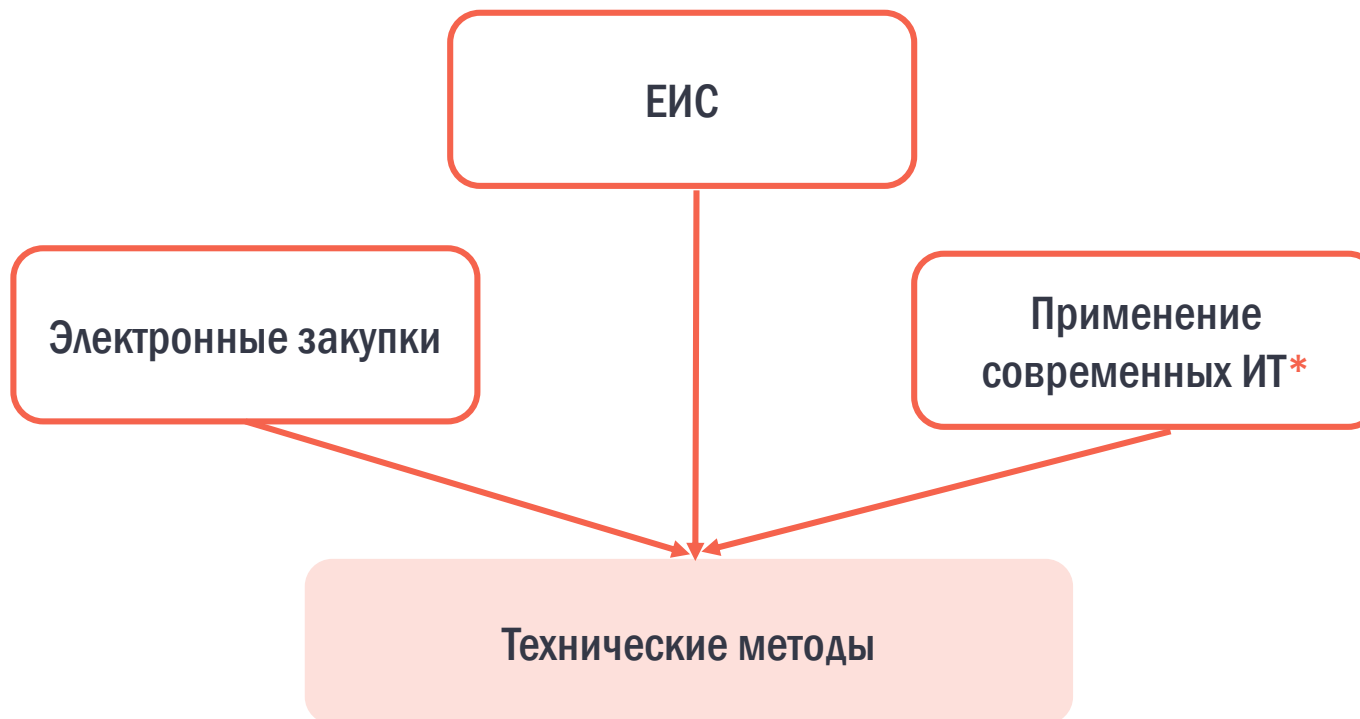 ЕИС
Электронные закупки
Применение
современных ИТ*
Технические методы